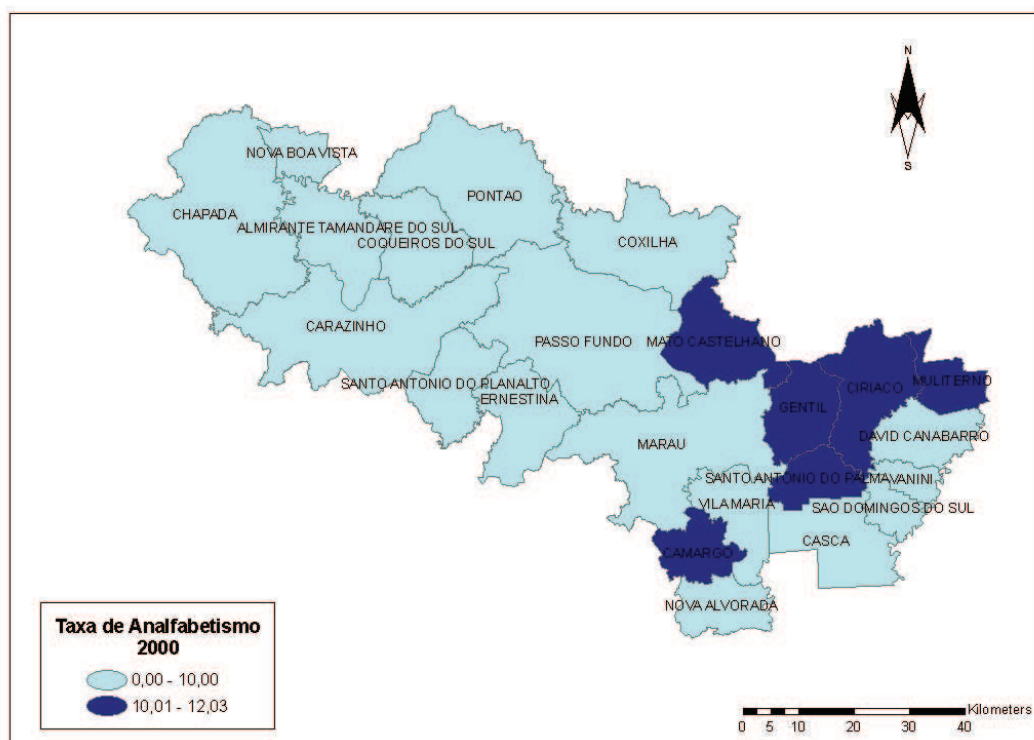 N
S
NOVA BOA VISTA
PONTAO
CHAPADA
ALMIRANTE TAMANDARE DO SUL
COQUEIROS DO SUL
COXILHA
CARAZINHO
PASSO FUNDO
MATO CASTELHANO
SANTO ANTONIO DO PLANALTO
ERNESTINA
CIRIACO
MULITERNO
GENTIL
MARAU
DAVID CANABARRO
SANTO ANTONIO DO PALMA
VANINI
VILA MARIA
SAO DOMINGOS DO SUL
CASCA
CAMARGO
NOVA ALVORADA
Taxa de Analfabetismo
2000
0,00 - 10,00
10,01 - 12,03
Kilometers
0 5 10 20 30 40